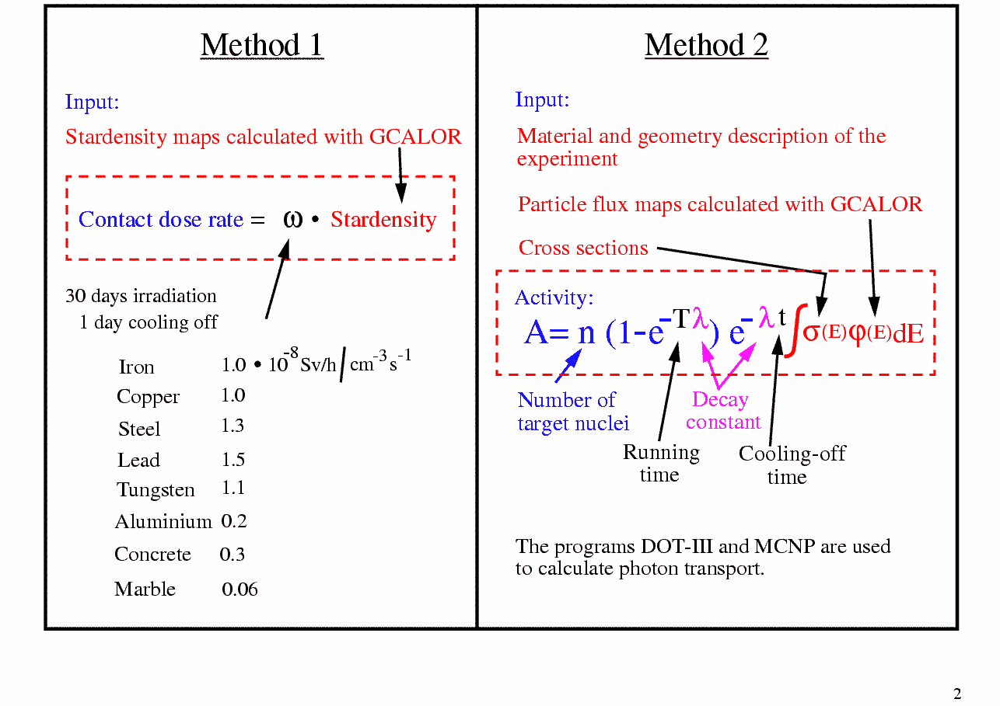 Method 1
Input:
Stardensity maps calculated with GCALOR
Contact dose rate = ω • Stardensity
30 days irradiation
1 day cooling off
Iron 1.0 • 10⁻⁸ Sv/h / cm⁻³ s⁻¹
Copper 1.0
Steel 1.3
Lead 1.5
Tungsten 1.1
Aluminium 0.2
Concrete 0.3
Marble 0.06
Method 2
Input:
Material and geometry description of the
experiment
Particle flux maps calculated with GCALOR
Cross sections
Activity:
A= n (1-e^{-Tλ}) e^{-λt} ∫σ(E)φ(E)dE
Number of
target nuclei
Decay
constant
Running
time
Cooling-off
time
The programs DOT-III and MCNP are used
to calculate photon transport.
2